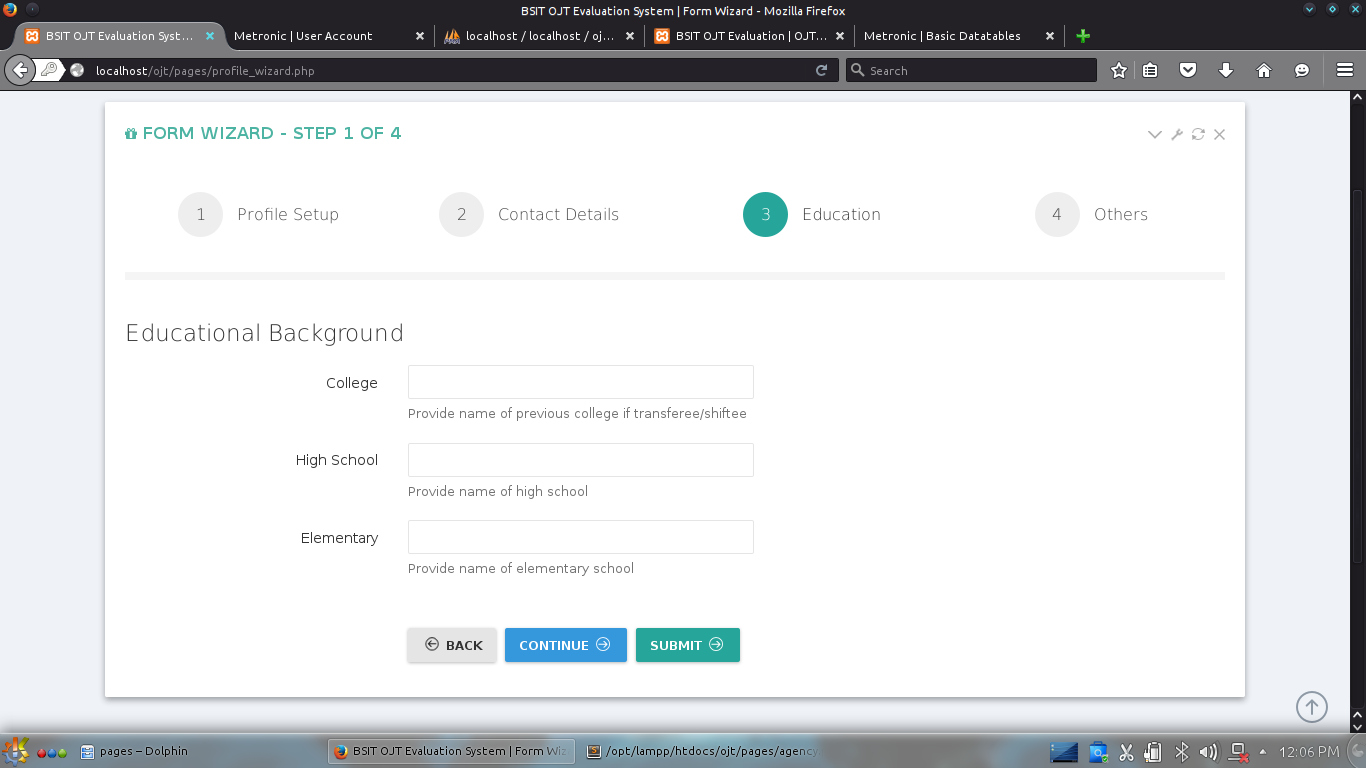 BSIT OJT Evaluation System | Form Wizard - Mozilla Firefox
BSIT OJT Evaluation Syst... Metronic | User Account localhost / localhost / oj... BSIT OJT Evaluation | OJT... Metronic | Basic Datatables
localhost/ojt/pages/profile_wizard.php Search
FORM WIZARD - STEP 1 OF 4
1 Profile Setup 2 Contact Details 3 Education 4 Others
Educational Background
College
Provide name of previous college if transferee/shiftee
High School
Provide name of high school
Elementary
Provide name of elementary school
BACK CONTINUE SUBMIT
pages – Dolphin BSIT OJT Evaluation System | Form Wiz /opt/lampp/htdocs/ojt/pages/agency. 12:06 PM